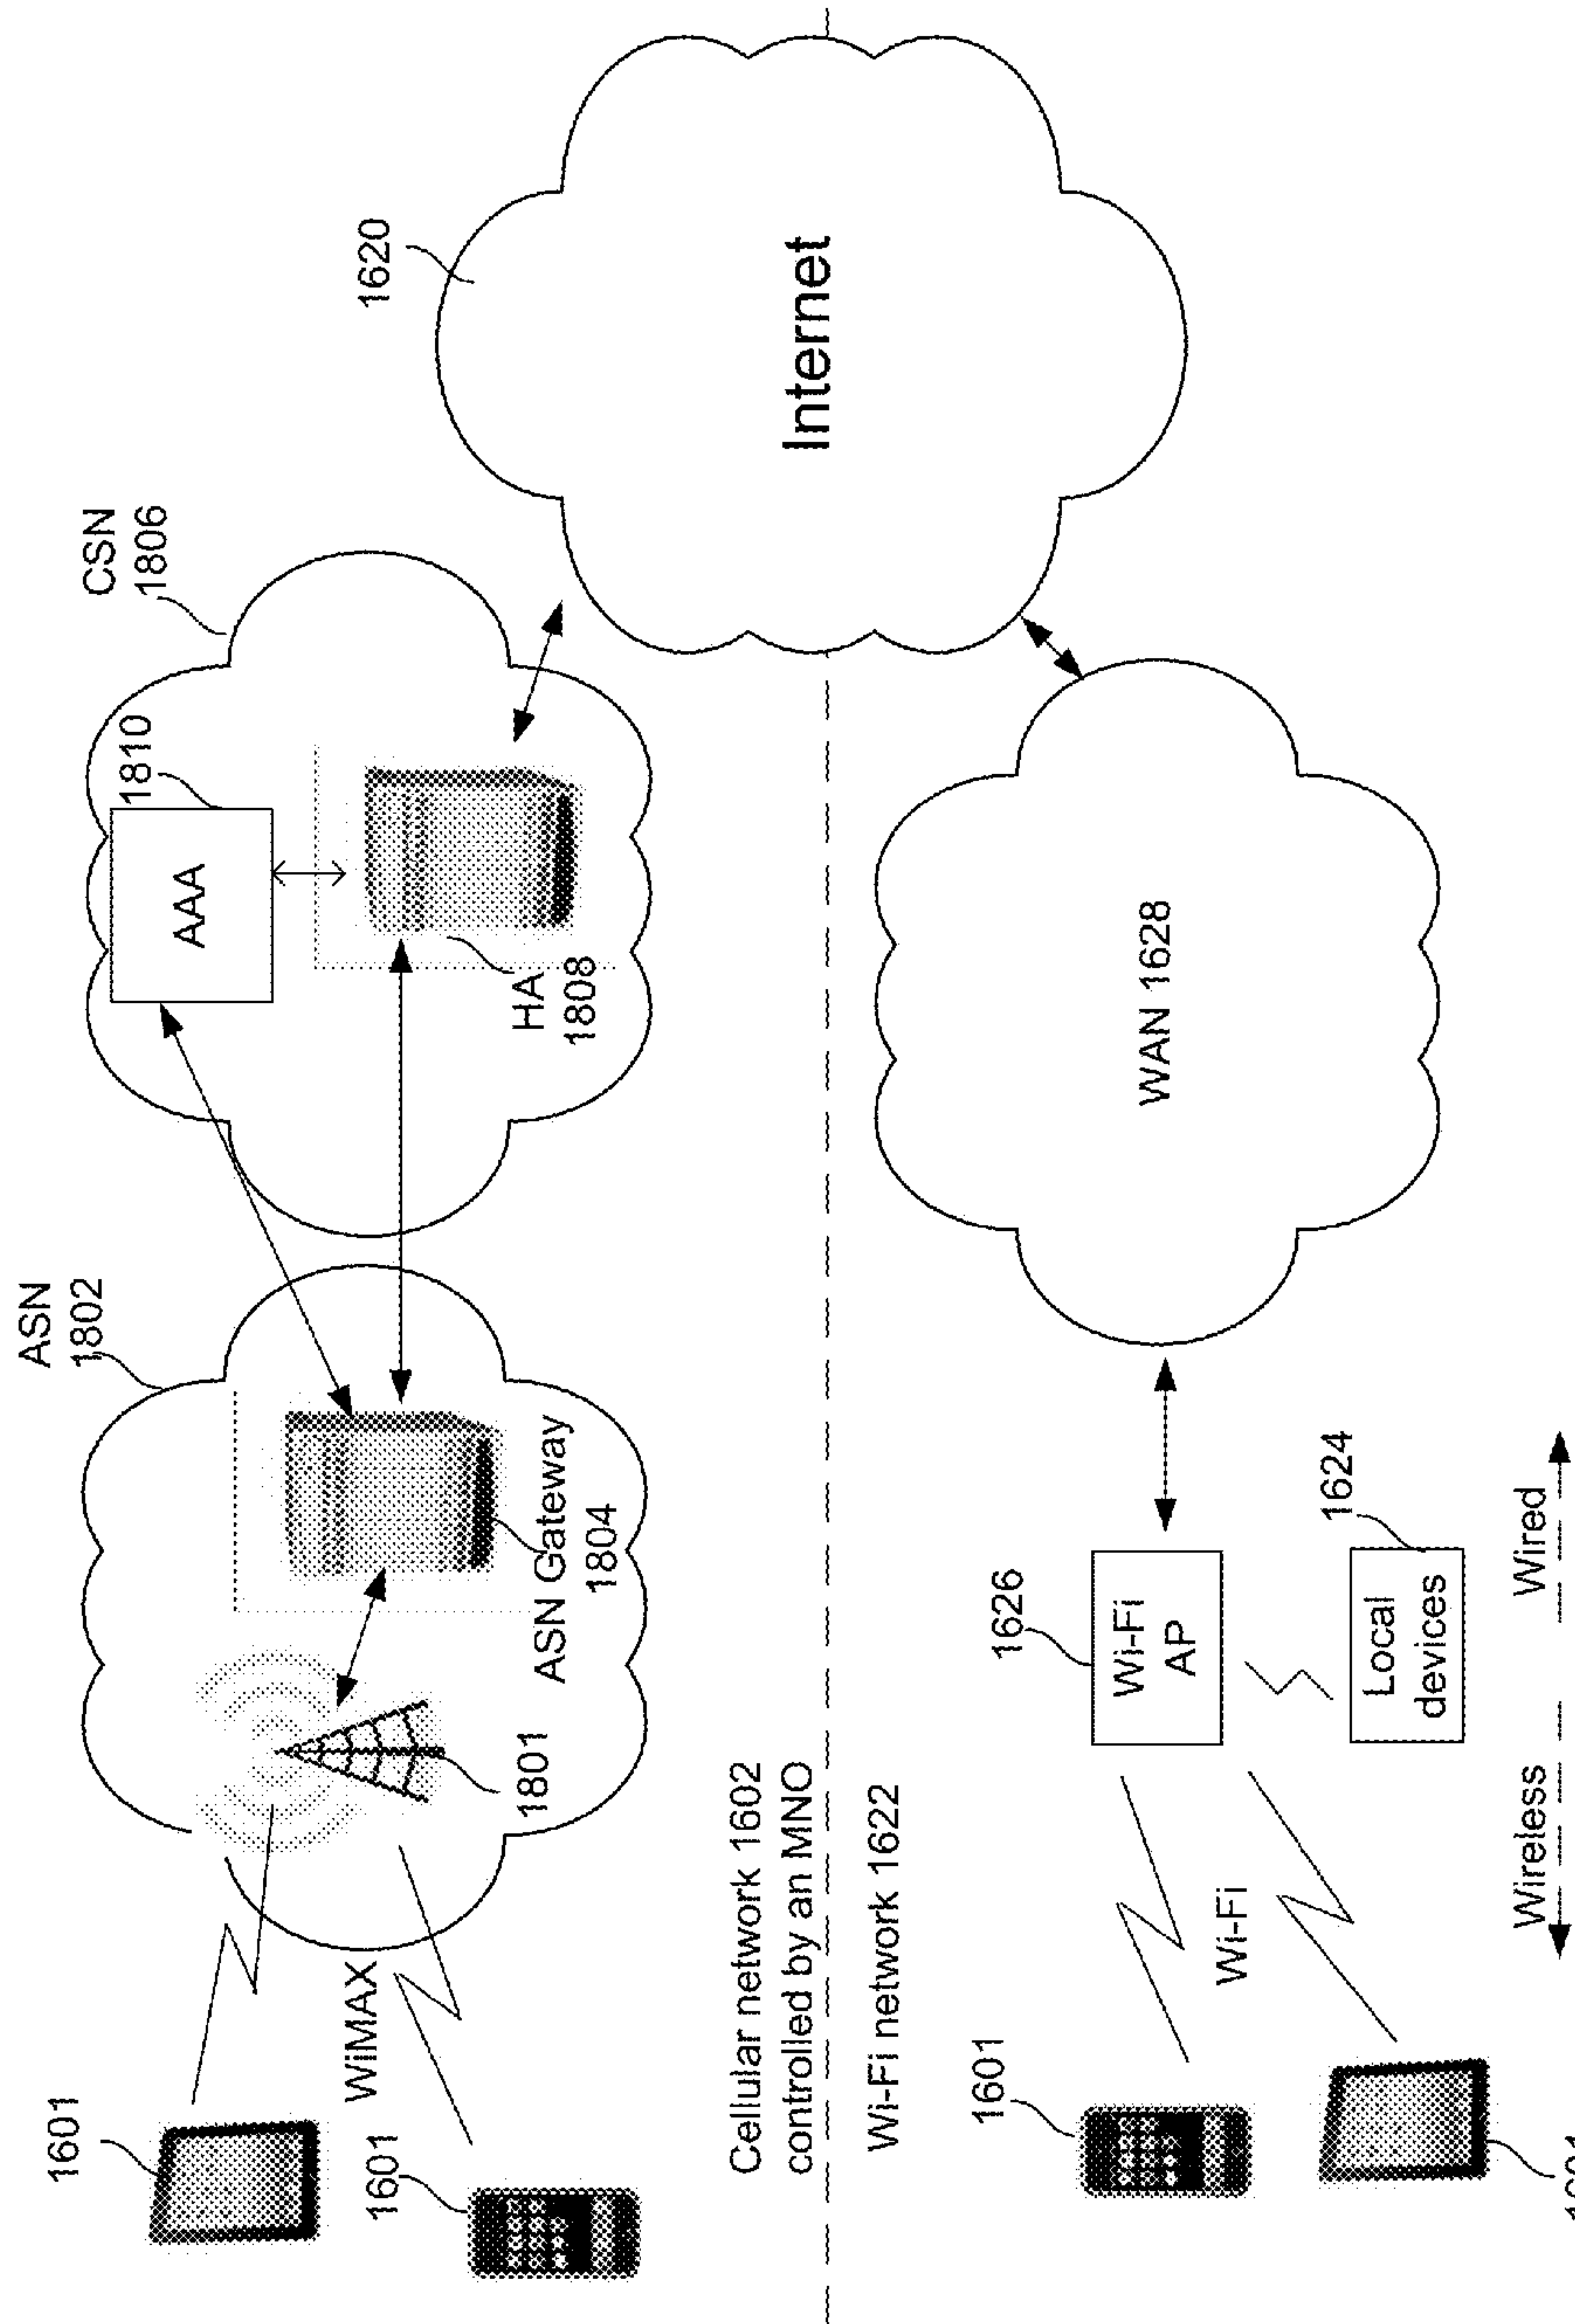 1601
WiMAX
1601
ASN
1802
1801
ASN Gateway
1804
CSN
1806
1810
AAA
HA
1808
1620
Internet
Cellular network 1602
controlled by an MNO
Wi-Fi network 1622
1601
Wi-Fi
1626
Wi-Fi
AP
1624
Local
devices
WAN 1628
Wireless
Wired